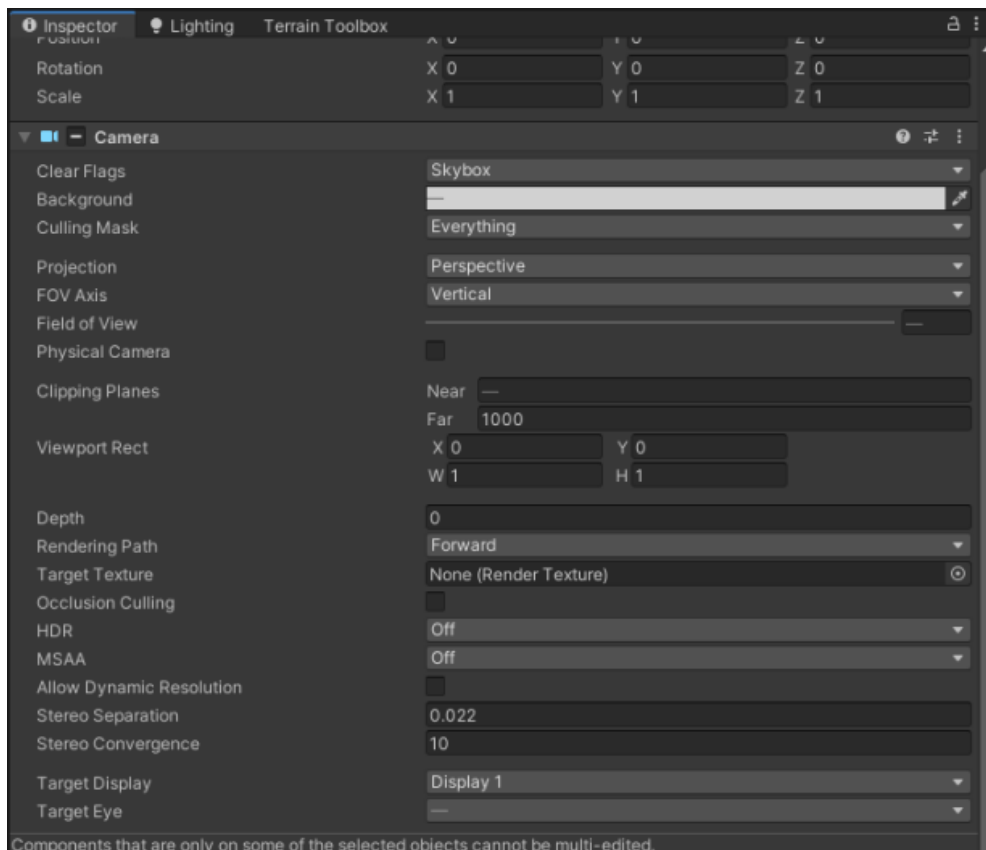 Inspector Lighting Terrain Toolbox
Position X 0 Y 0 Z 0
Rotation X 0 Y 0 Z 0
Scale X 1 Y 1 Z 1
Camera
Clear Flags Skybox
Background —
Culling Mask Everything
Projection Perspective
FOV Axis Vertical
Field of View —
Physical Camera
Clipping Planes Near —
Far 1000
Viewport Rect X 0 Y 0
W 1 H 1
Depth 0
Rendering Path Forward
Target Texture None (Render Texture)
Occlusion Culling
HDR Off
MSAA Off
Allow Dynamic Resolution
Stereo Separation 0.022
Stereo Convergence 10
Target Display Display 1
Target Eye —
Components that are only on some of the selected objects cannot be multi-edited.